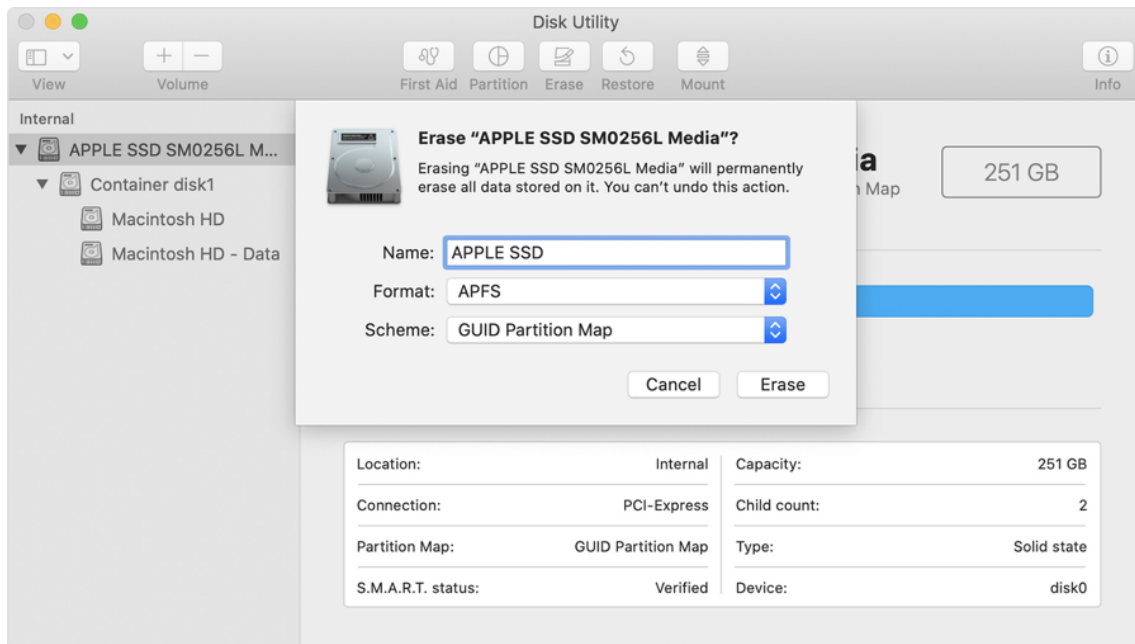 Disk Utility
View
Volume
First Aid
Partition
Erase
Restore
Mount
Info
Internal
APPLE SSD SM0256L M...
Container disk1
Macintosh HD
Macintosh HD - Data
Erase “APPLE SSD SM0256L Media”?
Erasing “APPLE SSD SM0256L Media” will permanently
erase all data stored on it. You can’t undo this action.
Name: APPLE SSD
Format: APFS
Scheme: GUID Partition Map
Cancel
Erase
ia
n Map
251 GB
Location: Internal
Capacity: 251 GB
Connection: PCI-Express
Child count: 2
Partition Map: GUID Partition Map
Type: Solid state
S.M.A.R.T. status: Verified
Device: disk0